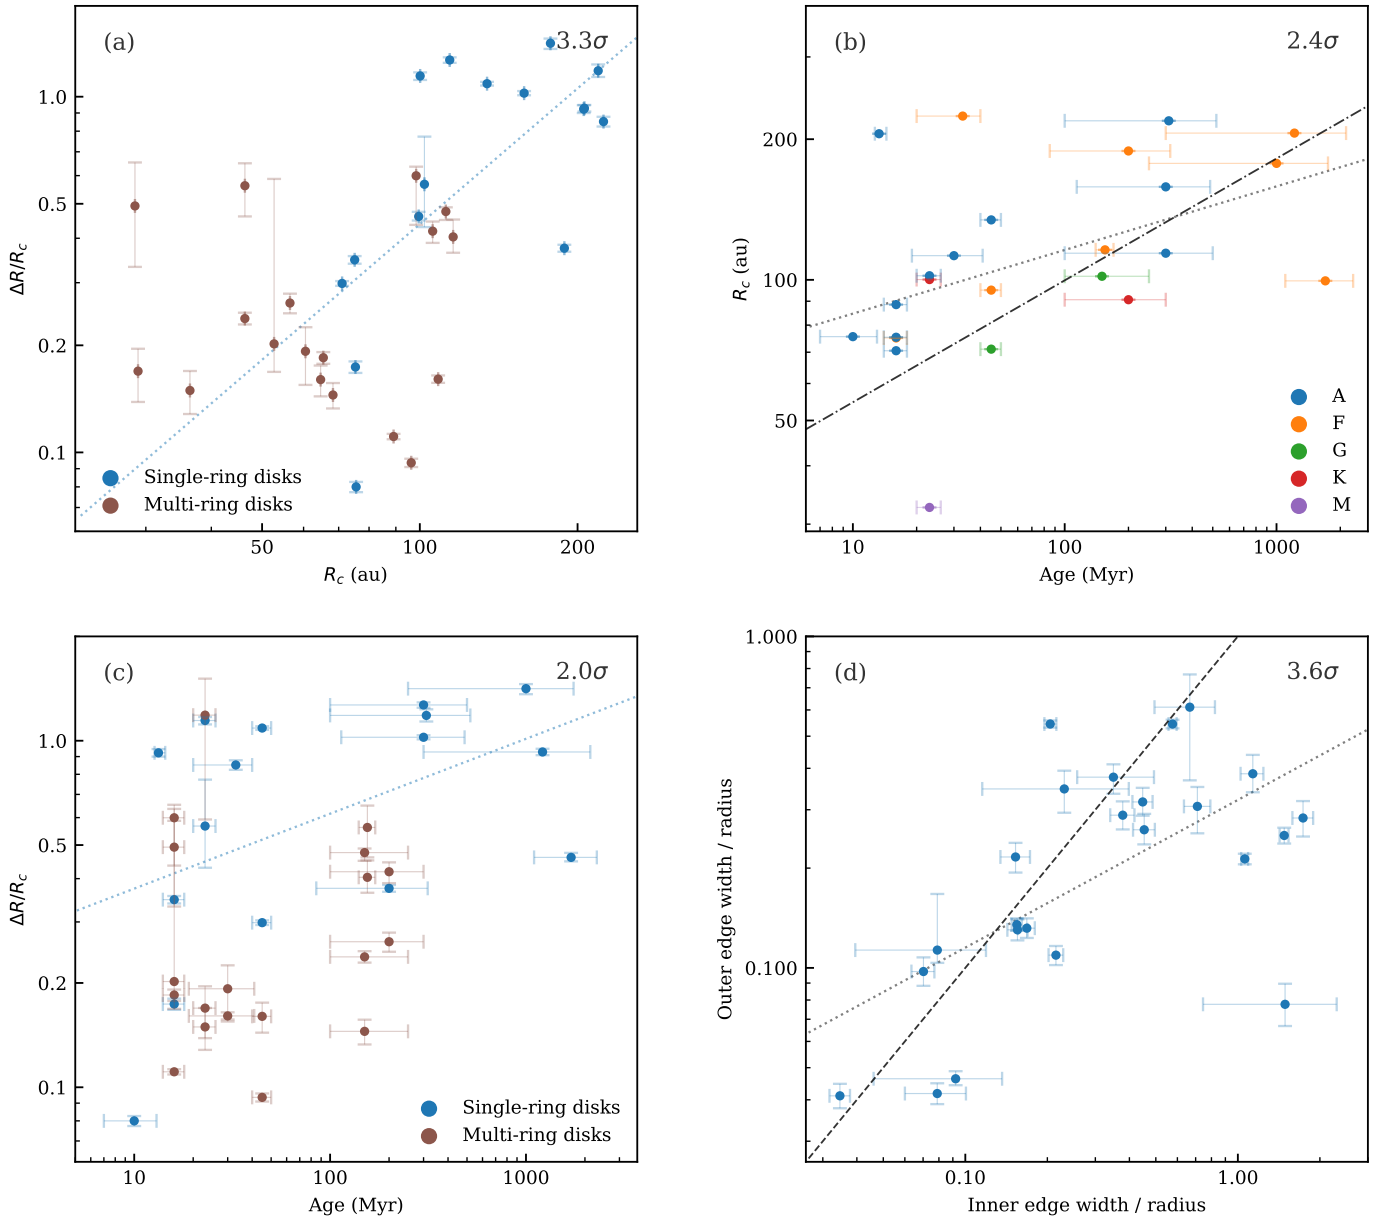 (a)
3.3σ
1.0
0.5
0.2
0.1
ΔR/R_c
Single-ring disks
Multi-ring disks
50
100
200
R_c (au)
(b)
2.4σ
200
100
50
R_c (au)
A
F
G
K
M
10
100
1000
Age (Myr)
(c)
2.0σ
1.0
0.5
0.2
0.1
ΔR/R_c
Single-ring disks
Multi-ring disks
10
100
1000
Age (Myr)
(d)
3.6σ
1.000
0.100
Outer edge width / radius
0.10
1.00
Inner edge width / radius